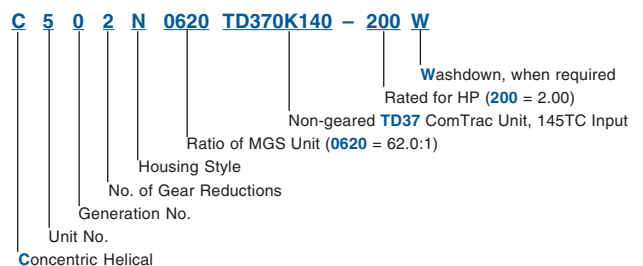 C 5 0 2 N 0620 TD370K140 – 200 W
Washdown, when required
Rated for HP (200 = 2.00)
Non-geared TD37 ComTrac Unit, 145TC Input
Ratio of MGS Unit (0620 = 62.0:1)
Housing Style
No. of Gear Reductions
Generation No.
Unit No.
Concentric Helical